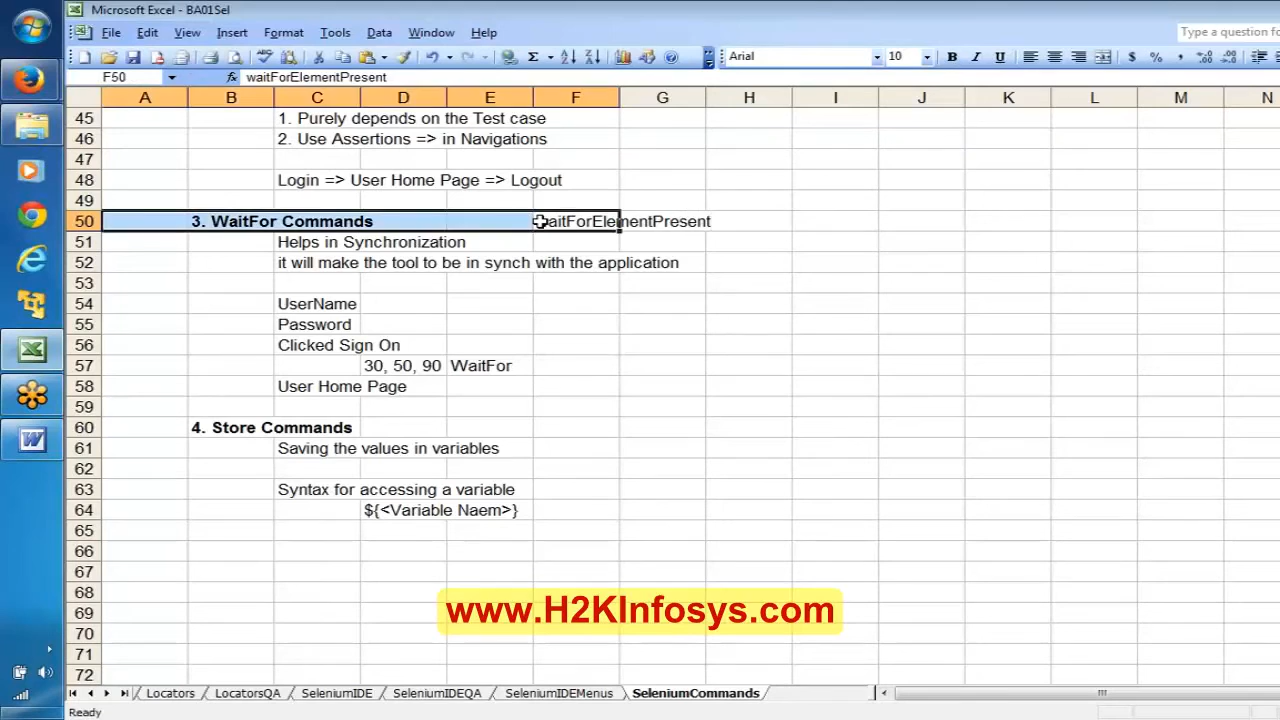 Microsoft Excel - BA01Sel
File Edit View Insert Format Tools Data Window Help
Type a question for
Arial 10
F50 fx waitForElementPresent
A B C D E F G H I J K L M N
45 1. Purely depends on the Test case
46 2. Use Assertions => in Navigations
47
48 Login => User Home Page => Logout
49
50 3. WaitFor Commands waitForElementPresent
51 Helps in Synchronization
52 it will make the tool to be in synch with the application
53
54 UserName
55 Password
56 Clicked Sign On
57 30, 50, 90 WaitFor
58 User Home Page
59
60 4. Store Commands
61 Saving the values in variables
62
63 Syntax for accessing a variable
64 ${<Variable Naem>}
65
66
67
68
69
70
71
72
www.H2KInfosys.com
Locators LocatorsQA SeleniumIDE SeleniumIDEQA SeleniumIDEMenus SeleniumCommands
Ready